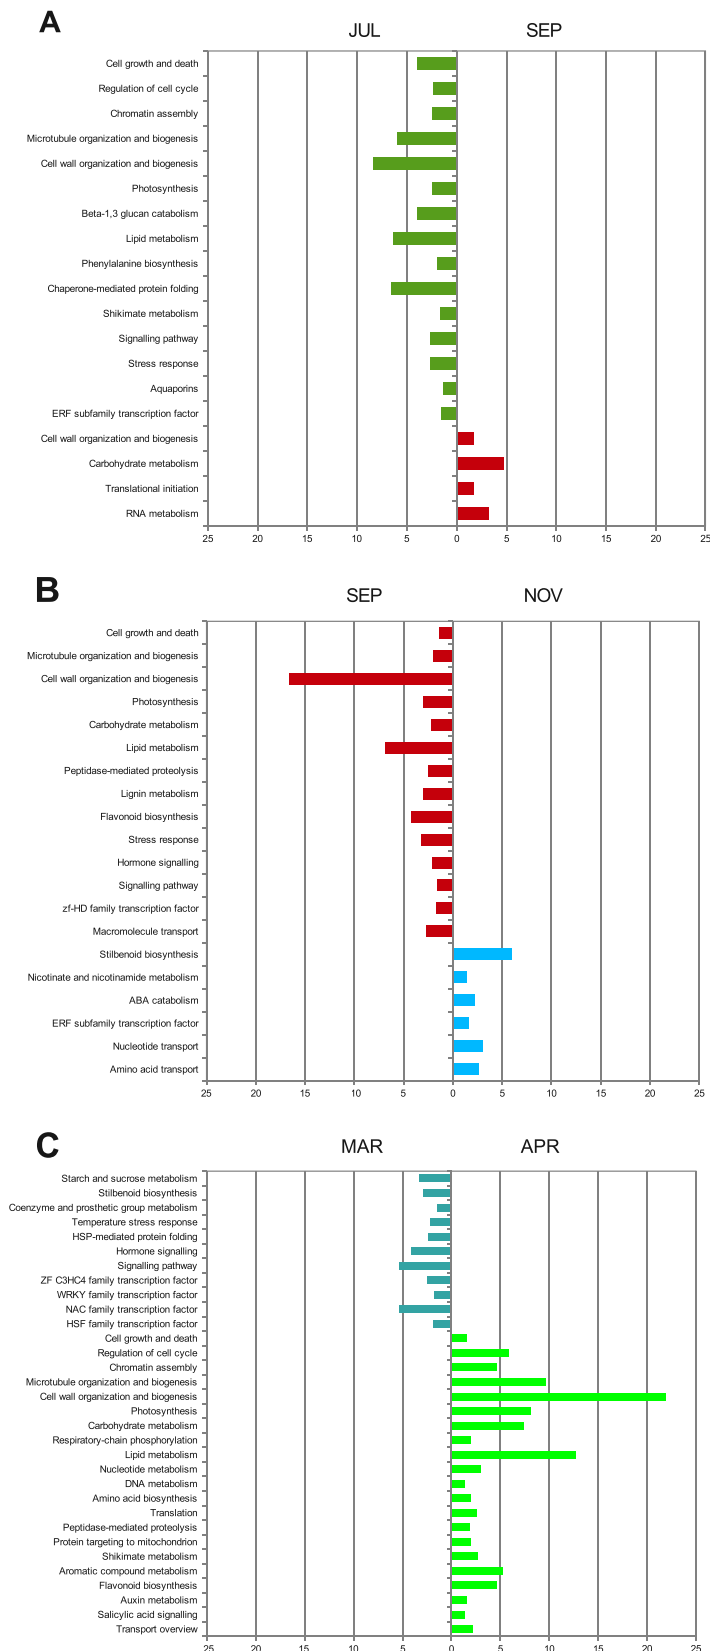 A
JUL SEP
Cell growth and death
Regulation of cell cycle
Chromatin assembly
Microtubule organization and biogenesis
Cell wall organization and biogenesis
Photosynthesis
Beta-1,3 glucan catabolism
Lipid metabolism
Phenylalanine biosynthesis
Chaperone-mediated protein folding
Shikimate metabolism
Signalling pathway
Stress response
Aquaporins
ERF subfamily transcription factor
Cell wall organization and biogenesis
Carbohydrate metabolism
Translational initiation
RNA metabolism
25 20 15 10 5 0 5 10 15 20 25
B
SEP NOV
Cell growth and death
Microtubule organization and biogenesis
Cell wall organization and biogenesis
Photosynthesis
Carbohydrate metabolism
Lipid metabolism
Peptidase-mediated proteolysis
Lignin metabolism
Flavonoid biosynthesis
Stress response
Hormone signalling
Signalling pathway
zf-HD family transcription factor
Macromolecule transport
Stilbenoid biosynthesis
Nicotinate and nicotinamide metabolism
ABA catabolism
ERF subfamily transcription factor
Nucleotide transport
Amino acid transport
25 20 15 10 5 0 5 10 15 20 25
C
MAR APR
Starch and sucrose metabolism
Stilbenoid biosynthesis
Coenzyme and prosthetic group metabolism
Temperature stress response
HSP-mediated protein folding
Hormone signalling
Signalling pathway
ZF C3HC4 family transcription factor
WRKY family transcription factor
NAC family transcription factor
HSF family transcription factor
Cell growth and death
Regulation of cell cycle
Chromatin assembly
Microtubule organization and biogenesis
Cell wall organization and biogenesis
Photosynthesis
Carbohydrate metabolism
Respiratory-chain phosphorylation
Lipid metabolism
Nucleotide metabolism
DNA metabolism
Amino acid biosynthesis
Translation
Peptidase-mediated proteolysis
Protein targeting to mitochondrion
Shikimate metabolism
Aromatic compound metabolism
Flavonoid biosynthesis
Auxin metabolism
Salicylic acid signalling
Transport overview
25 20 15 10 5 0 5 10 15 20 25